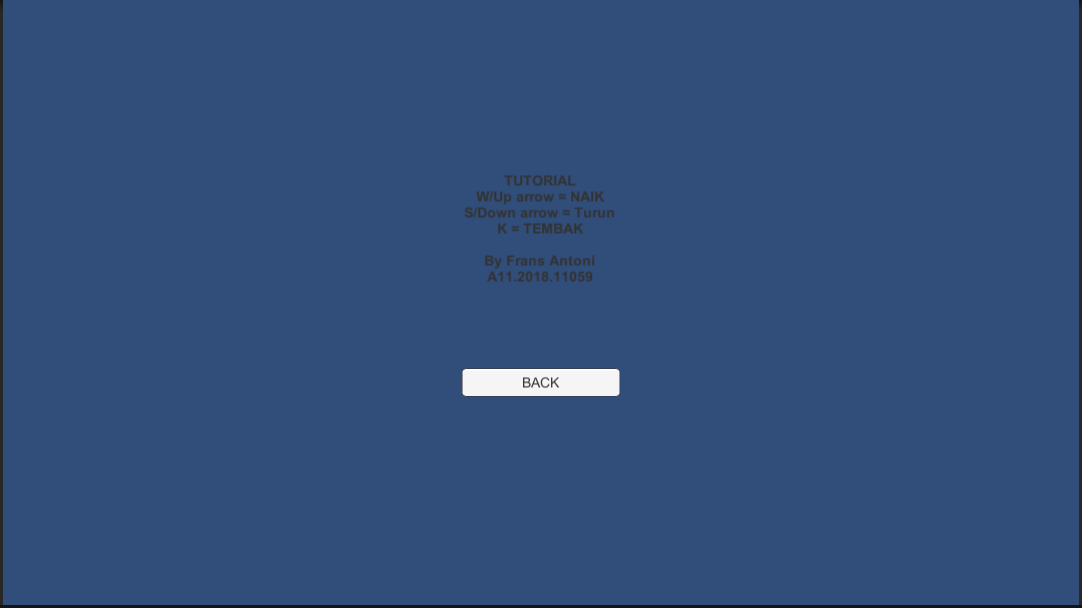 TUTORIAL
W/Up arrow = NAIK
S/Down arrow = Turun
K = TEMBAK
By Frans Antoni
A11.2018.11059
BACK